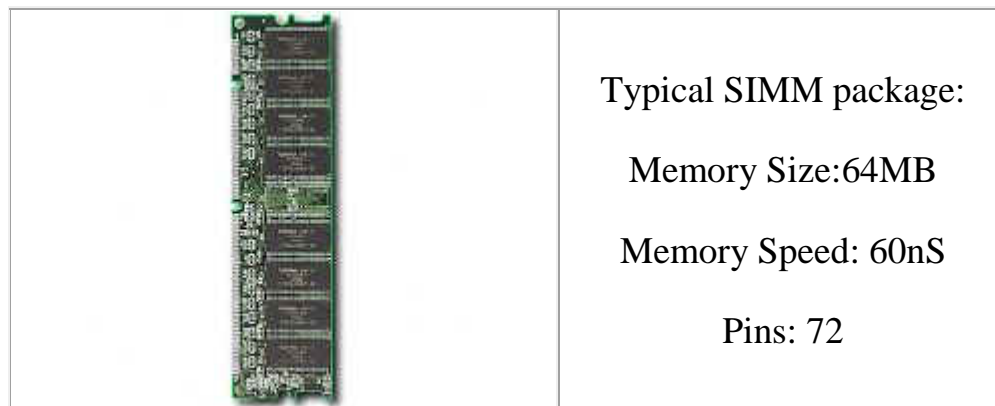 Typical SIMM package:
Memory Size:64MB
Memory Speed: 60nS
Pins: 72